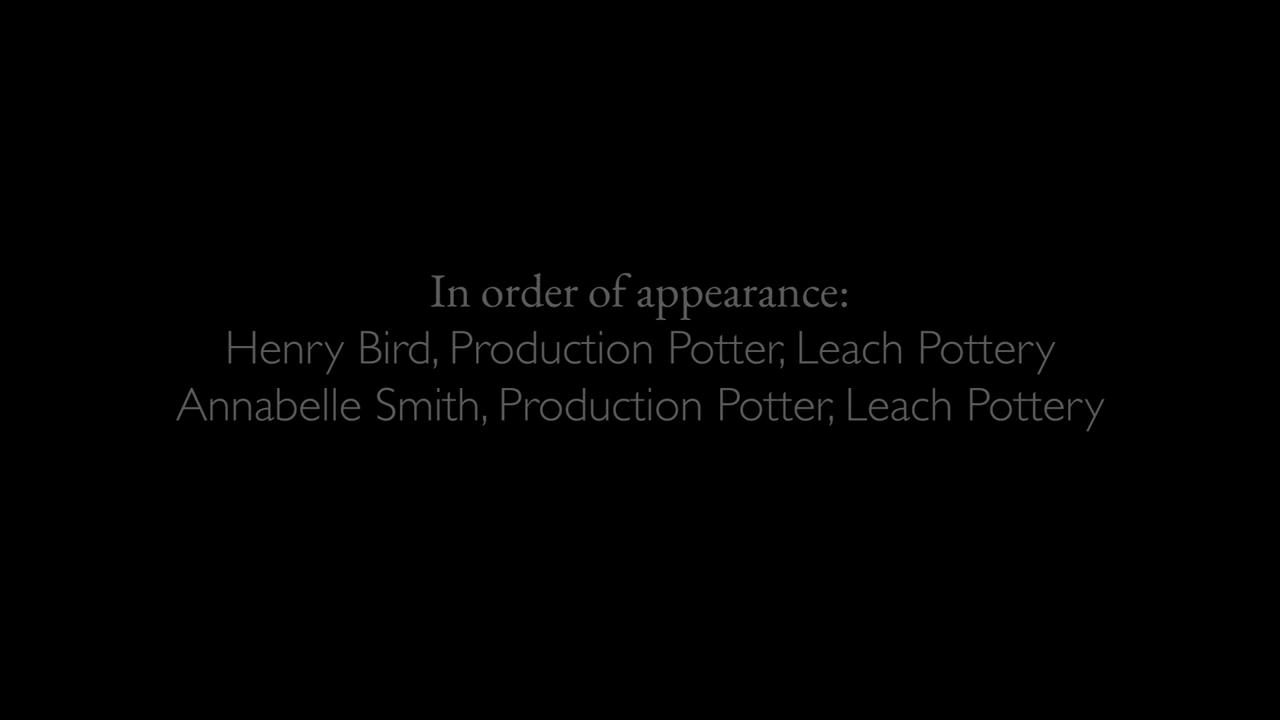 In order of appearance:
Henry Bird, Production Potter, Leach Pottery
Annabelle Smith, Production Potter, Leach Pottery